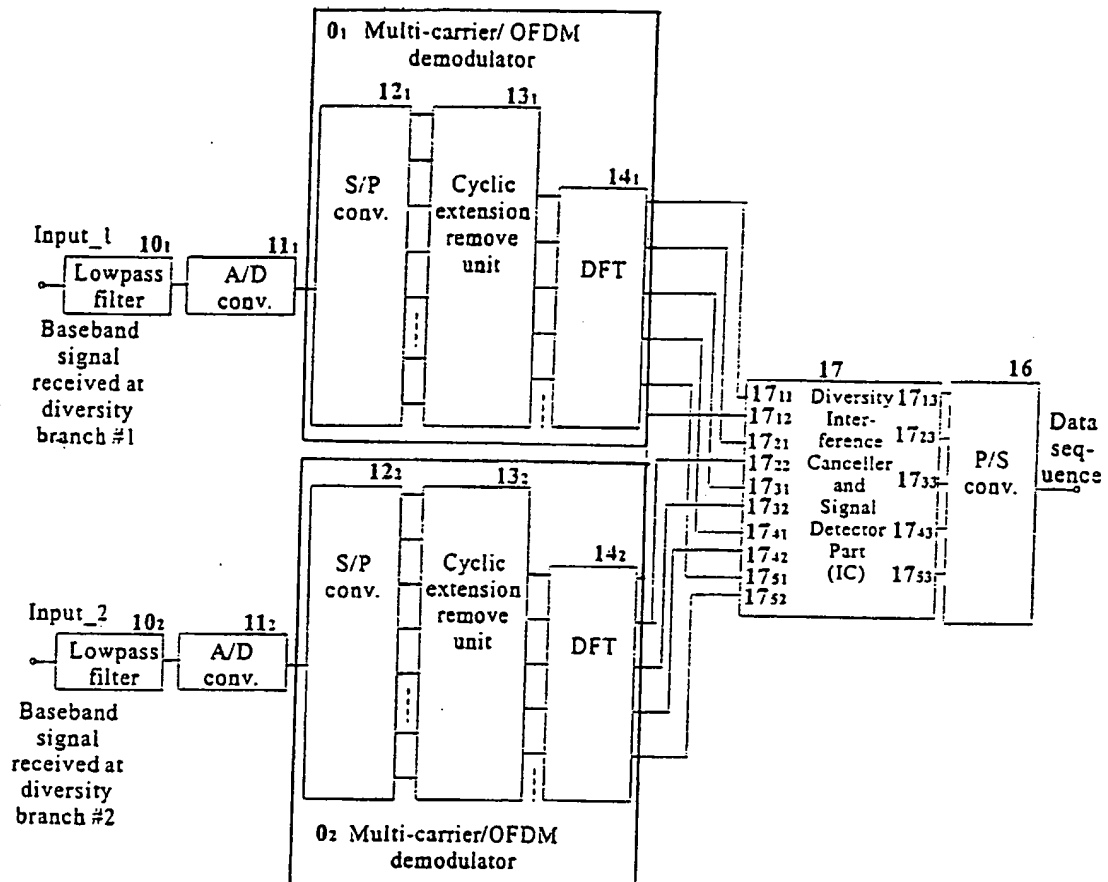 0₁ Multi-carrier/ OFDM
demodulator
12₁
13₁
S/P
conv.
Cyclic
extension
remove
unit
14₁
DFT
Input_1
10₁
Lowpass
filter
11₁
A/D
conv.
Baseband
signal
received at
diversity
branch #1
17
17₁₁
17₁₂
17₂₁
17₂₂
17₃₁
17₃₂
17₄₁
17₄₂
17₅₁
17₅₂
Diversity
Inter-
ference
Canceller
and
Signal
Detector
Part
(IC)
17₁₃
17₂₃
17₃₃
17₄₃
17₅₃
16
P/S
conv.
Data
seq-
uence
12₂
13₂
S/P
conv.
Cyclic
extension
remove
unit
14₂
DFT
Input_2
10₂
Lowpass
filter
11₂
A/D
conv.
Baseband
signal
received at
diversity
branch #2
0₂ Multi-carrier/OFDM
demodulator